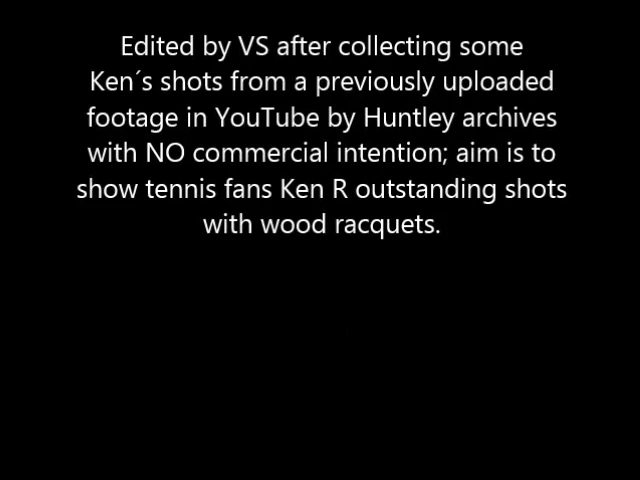 Edited by VS after collecting some
Ken´s shots from a previously uploaded
footage in YouTube by Huntley archives
with NO commercial intention; aim is to
show tennis fans Ken R outstanding shots
with wood racquets.